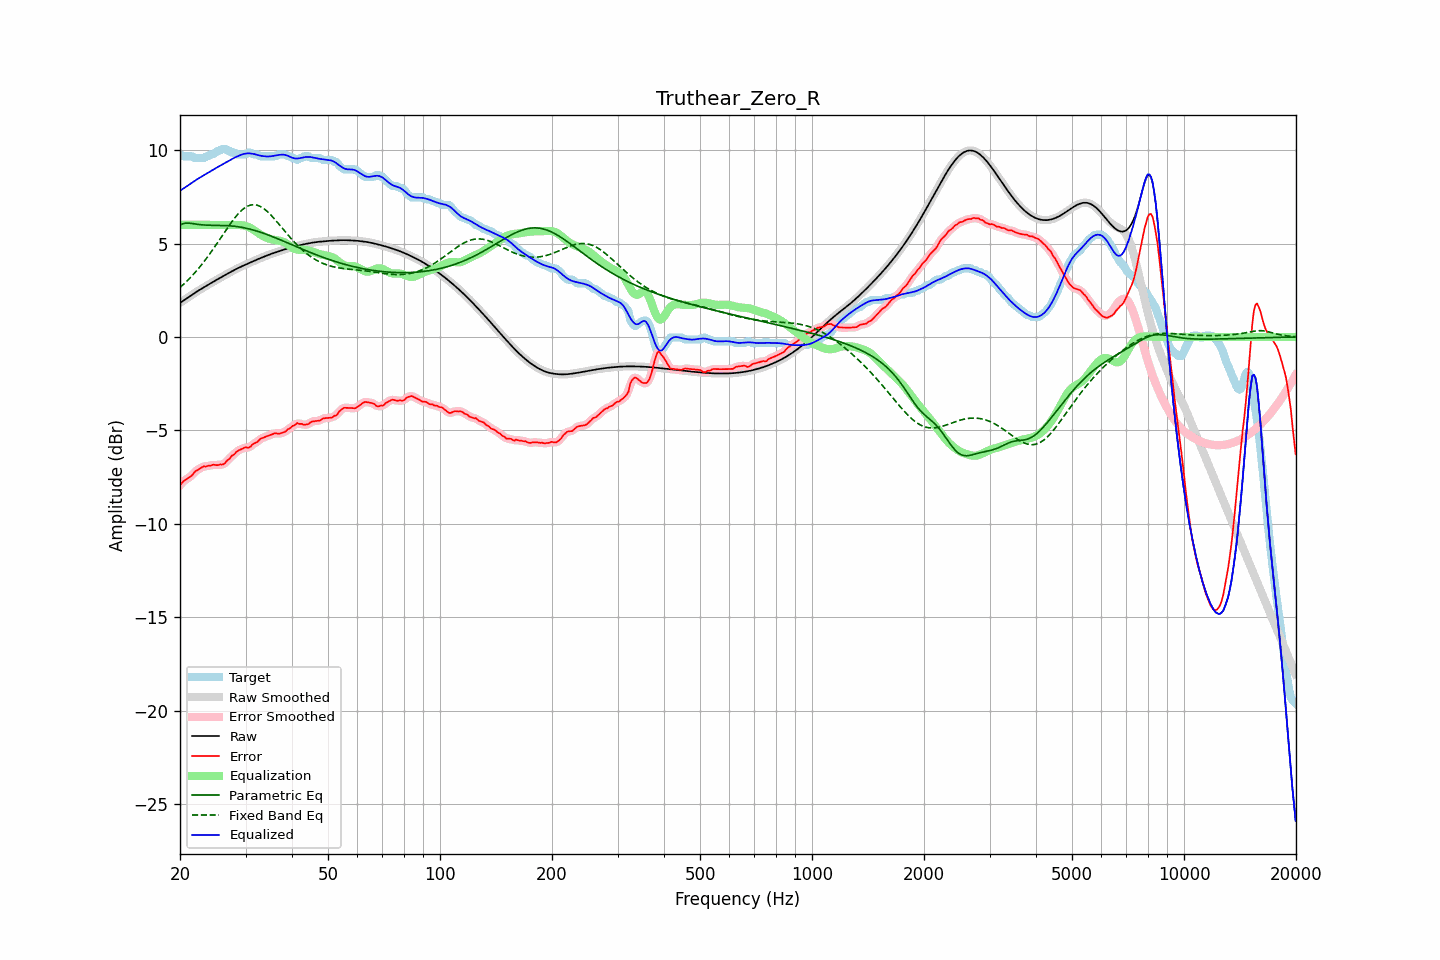 Truthear_Zero_R
Amplitude (dBr)
10
5
0
−5
−10
−15
−20
−25
Target
Raw Smoothed
Error Smoothed
Raw
Error
Equalization
Parametric Eq
Fixed Band Eq
Equalized
20 50 100 200 500 1000 2000 5000 10000 20000
Frequency (Hz)